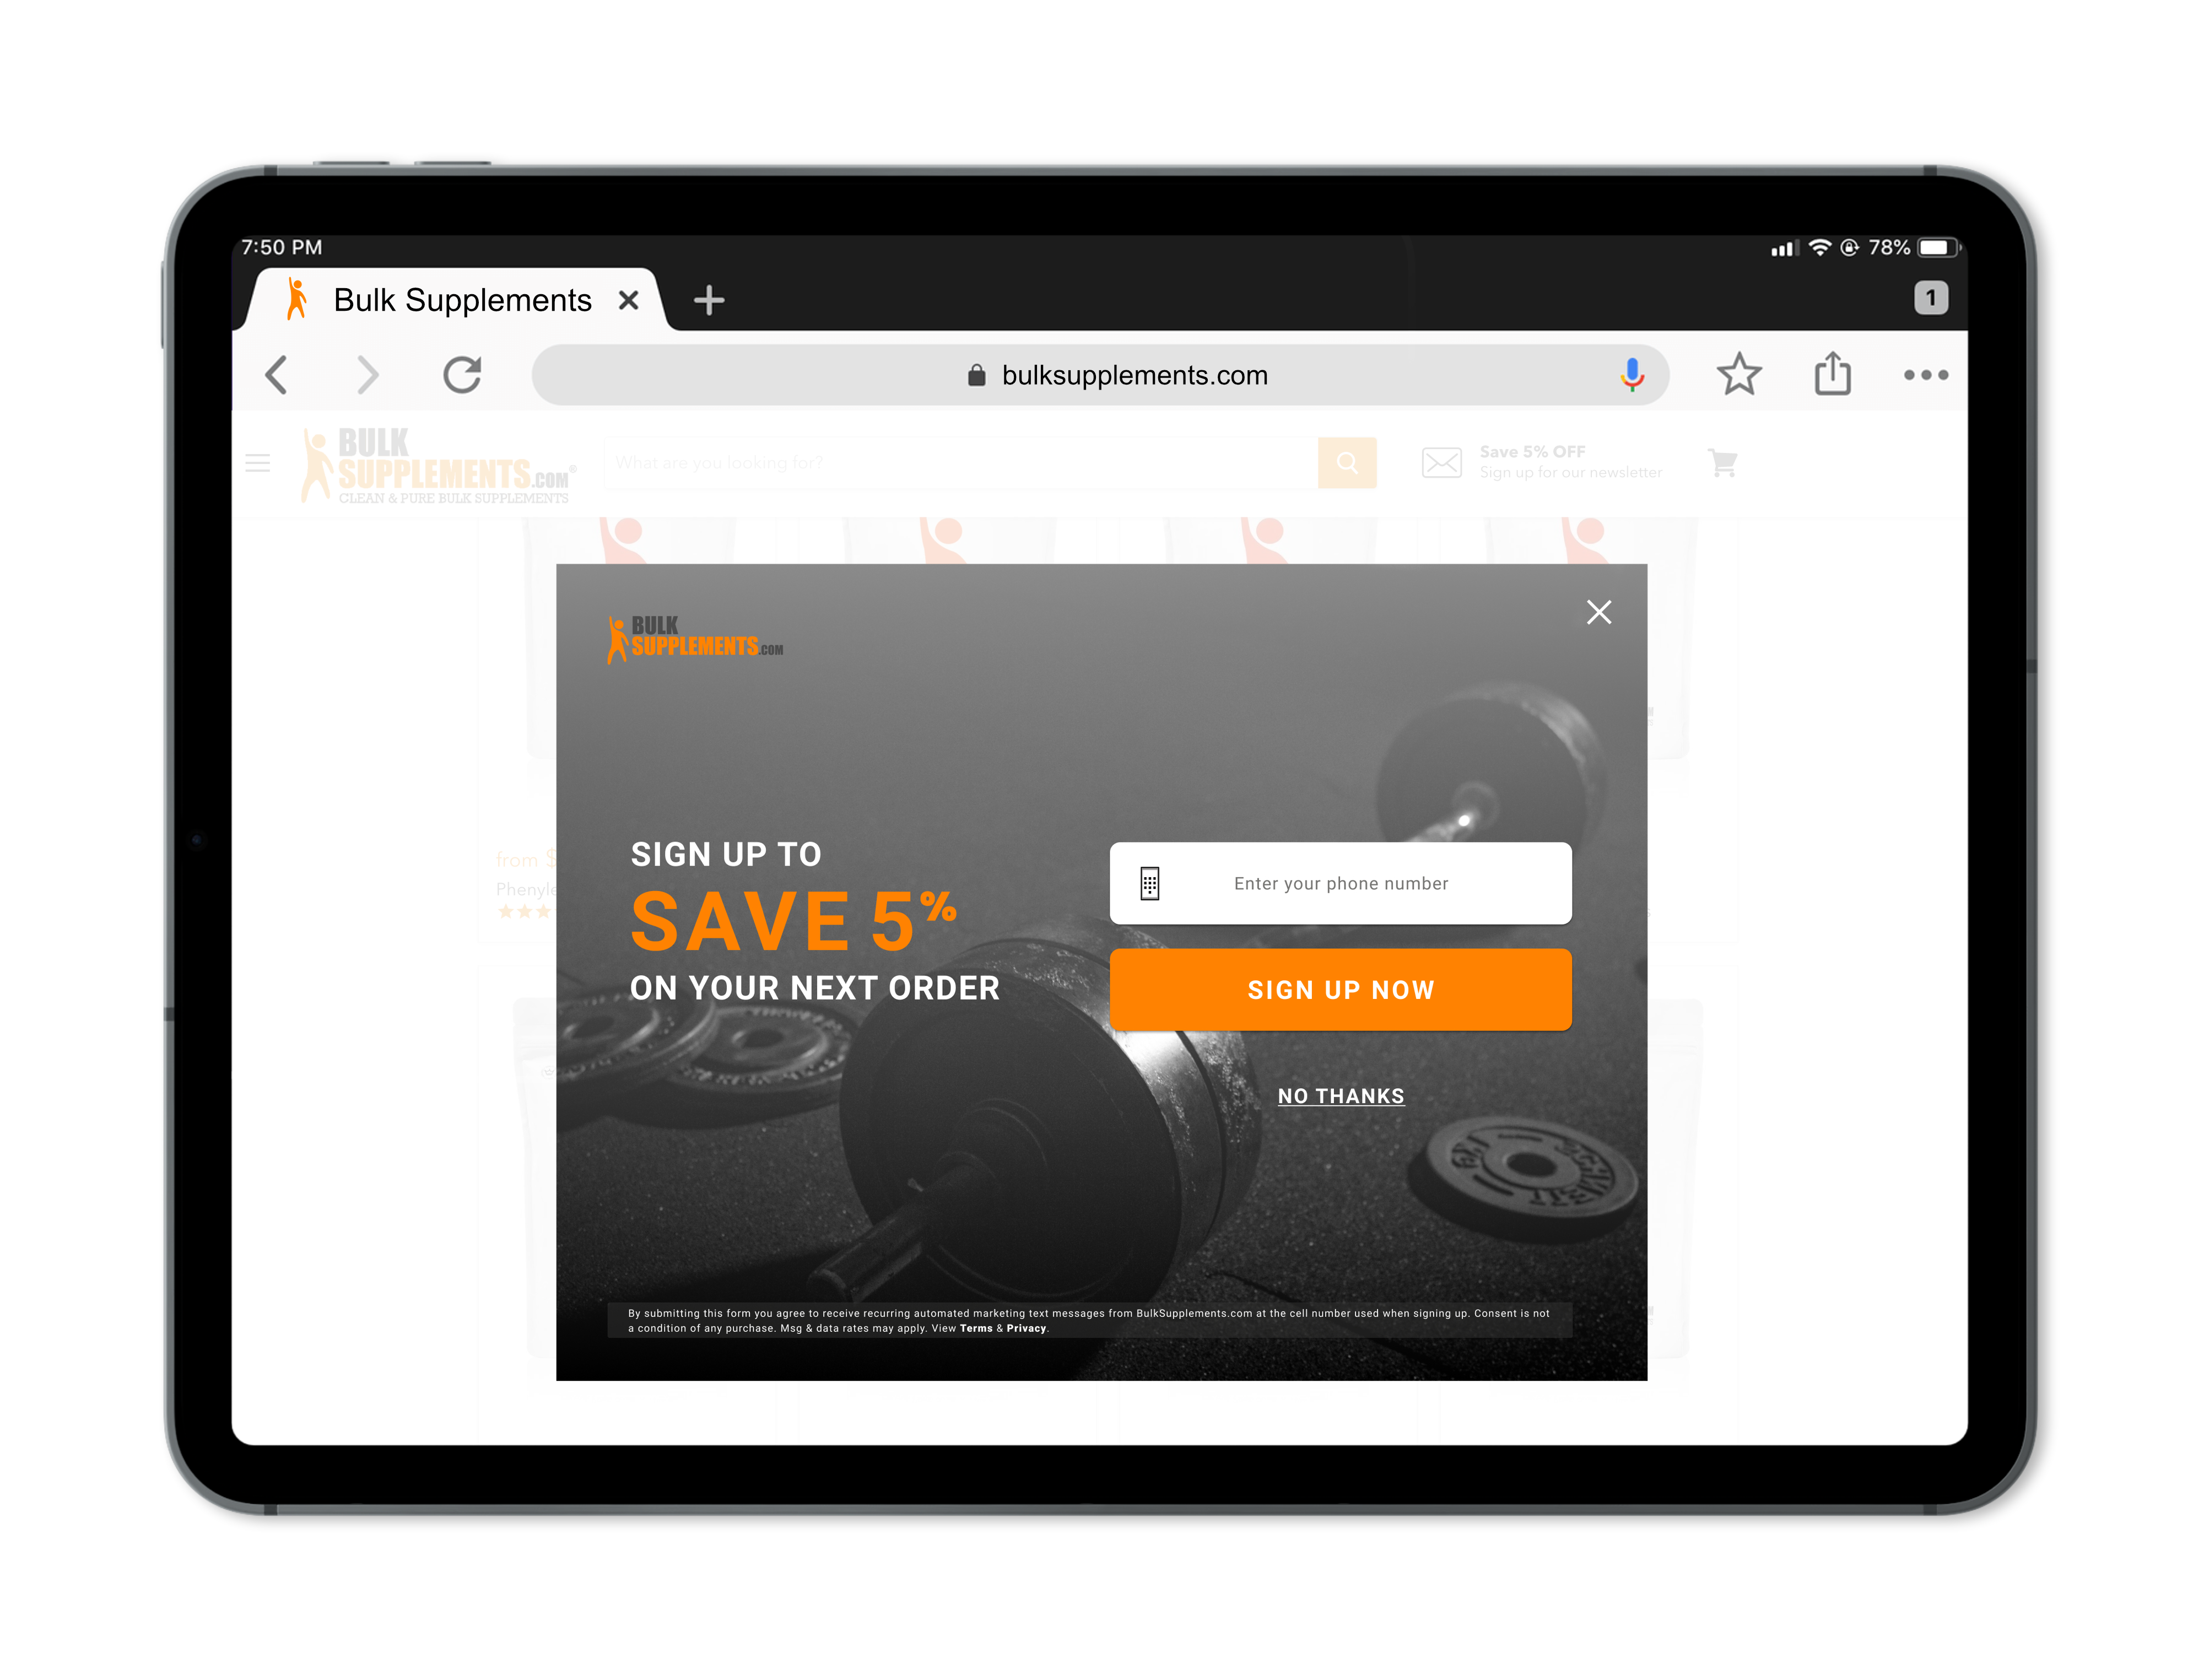 7:50 PM
78%
Bulk Supplements
1
bulksupplements.com
BULK
SUPPLEMENTS.COM®
CLEAN & PURE BULK SUPPLEMENTS
What are you looking for?
Save 5% OFF
Sign up for our newsletter
BULK
SUPPLEMENTS.COM
from $
SIGN UP TO
SAVE 5%
ON YOUR NEXT ORDER
Enter your phone number
SIGN UP NOW
NO THANKS
By submitting this form you agree to receive recurring automated marketing text messages from BulkSupplements.com at the cell number used when signing up. Consent is not
a condition of any purchase. Msg & data rates may apply. View Terms & Privacy.